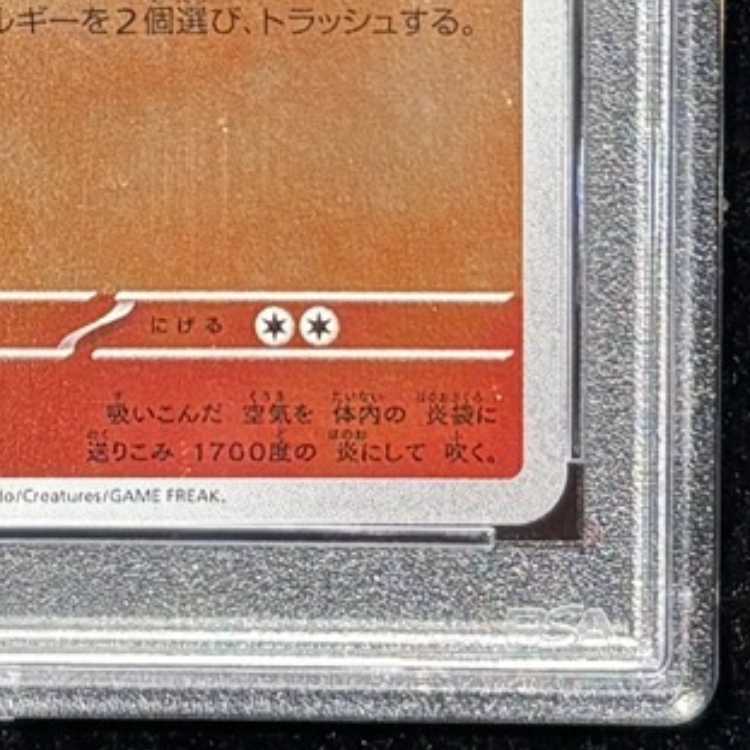 ルギーを2個選び、トラッシュする。
にげる
吸いこんだ 空気を 体内の 炎袋に
送りこみ 1700度の 炎にして 吹く。
do/Creatures/GAME FREAK.
PSA